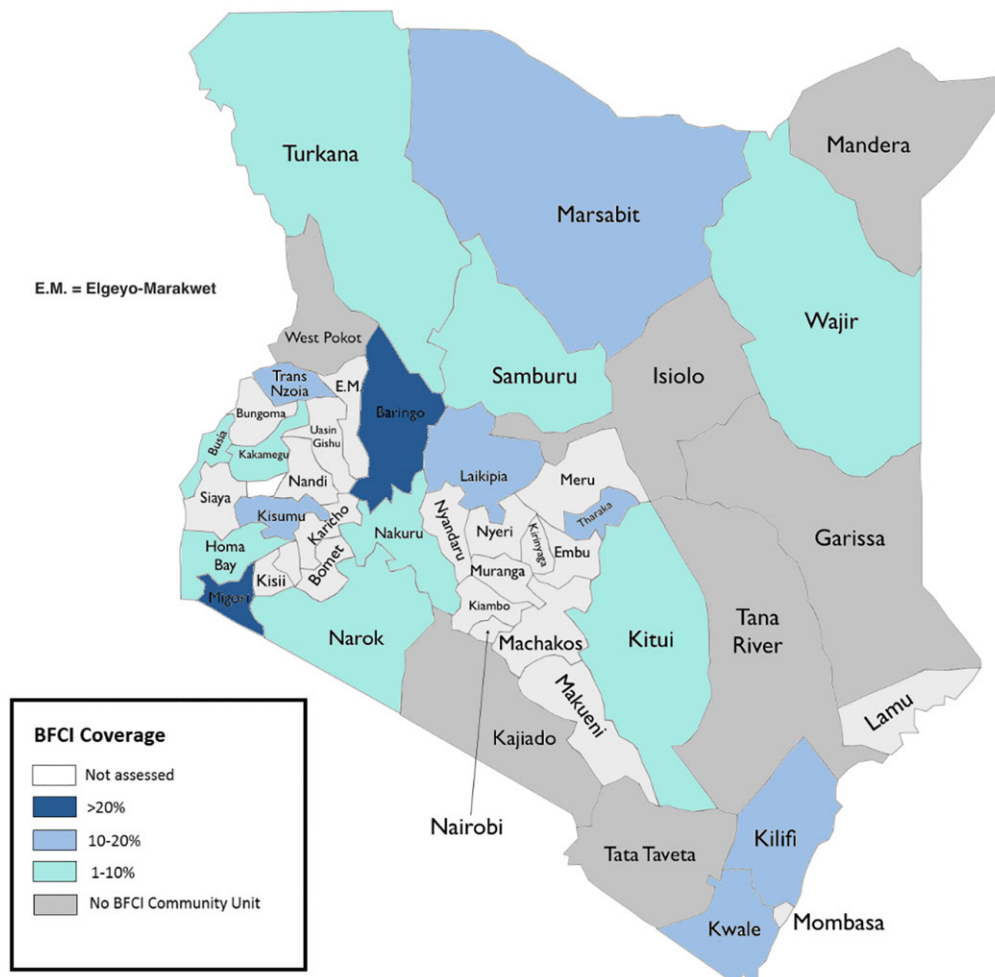 Turkana
Mandera
Marsabit
E.M. = Elgeyo-Marakwet
Wajir
West Pokot
Samburu
Isiolo
Trans
Nzoia
E.M.
Baringo
Bungoma
Uasin
Gishu
Busia
Kakamegu
Laikipia
Meru
Nandi
Siaya
Kisumu
Karicho
Tharaka
Nyandaru
Nyeri
Kirinyaga
Nakuru
Garissa
Homa
Bay
Embu
Kisii
Bomet
Muranga
Migori
Kiambo
Tana
River
Narok
Machakos
Kitui
Makueni
Lamu
Kajiado
Nairobi
Kilifi
Tata Taveta
Mombasa
Kwale
BFCI Coverage
Not assessed
>20%
10-20%
1-10%
No BFCI Community Unit